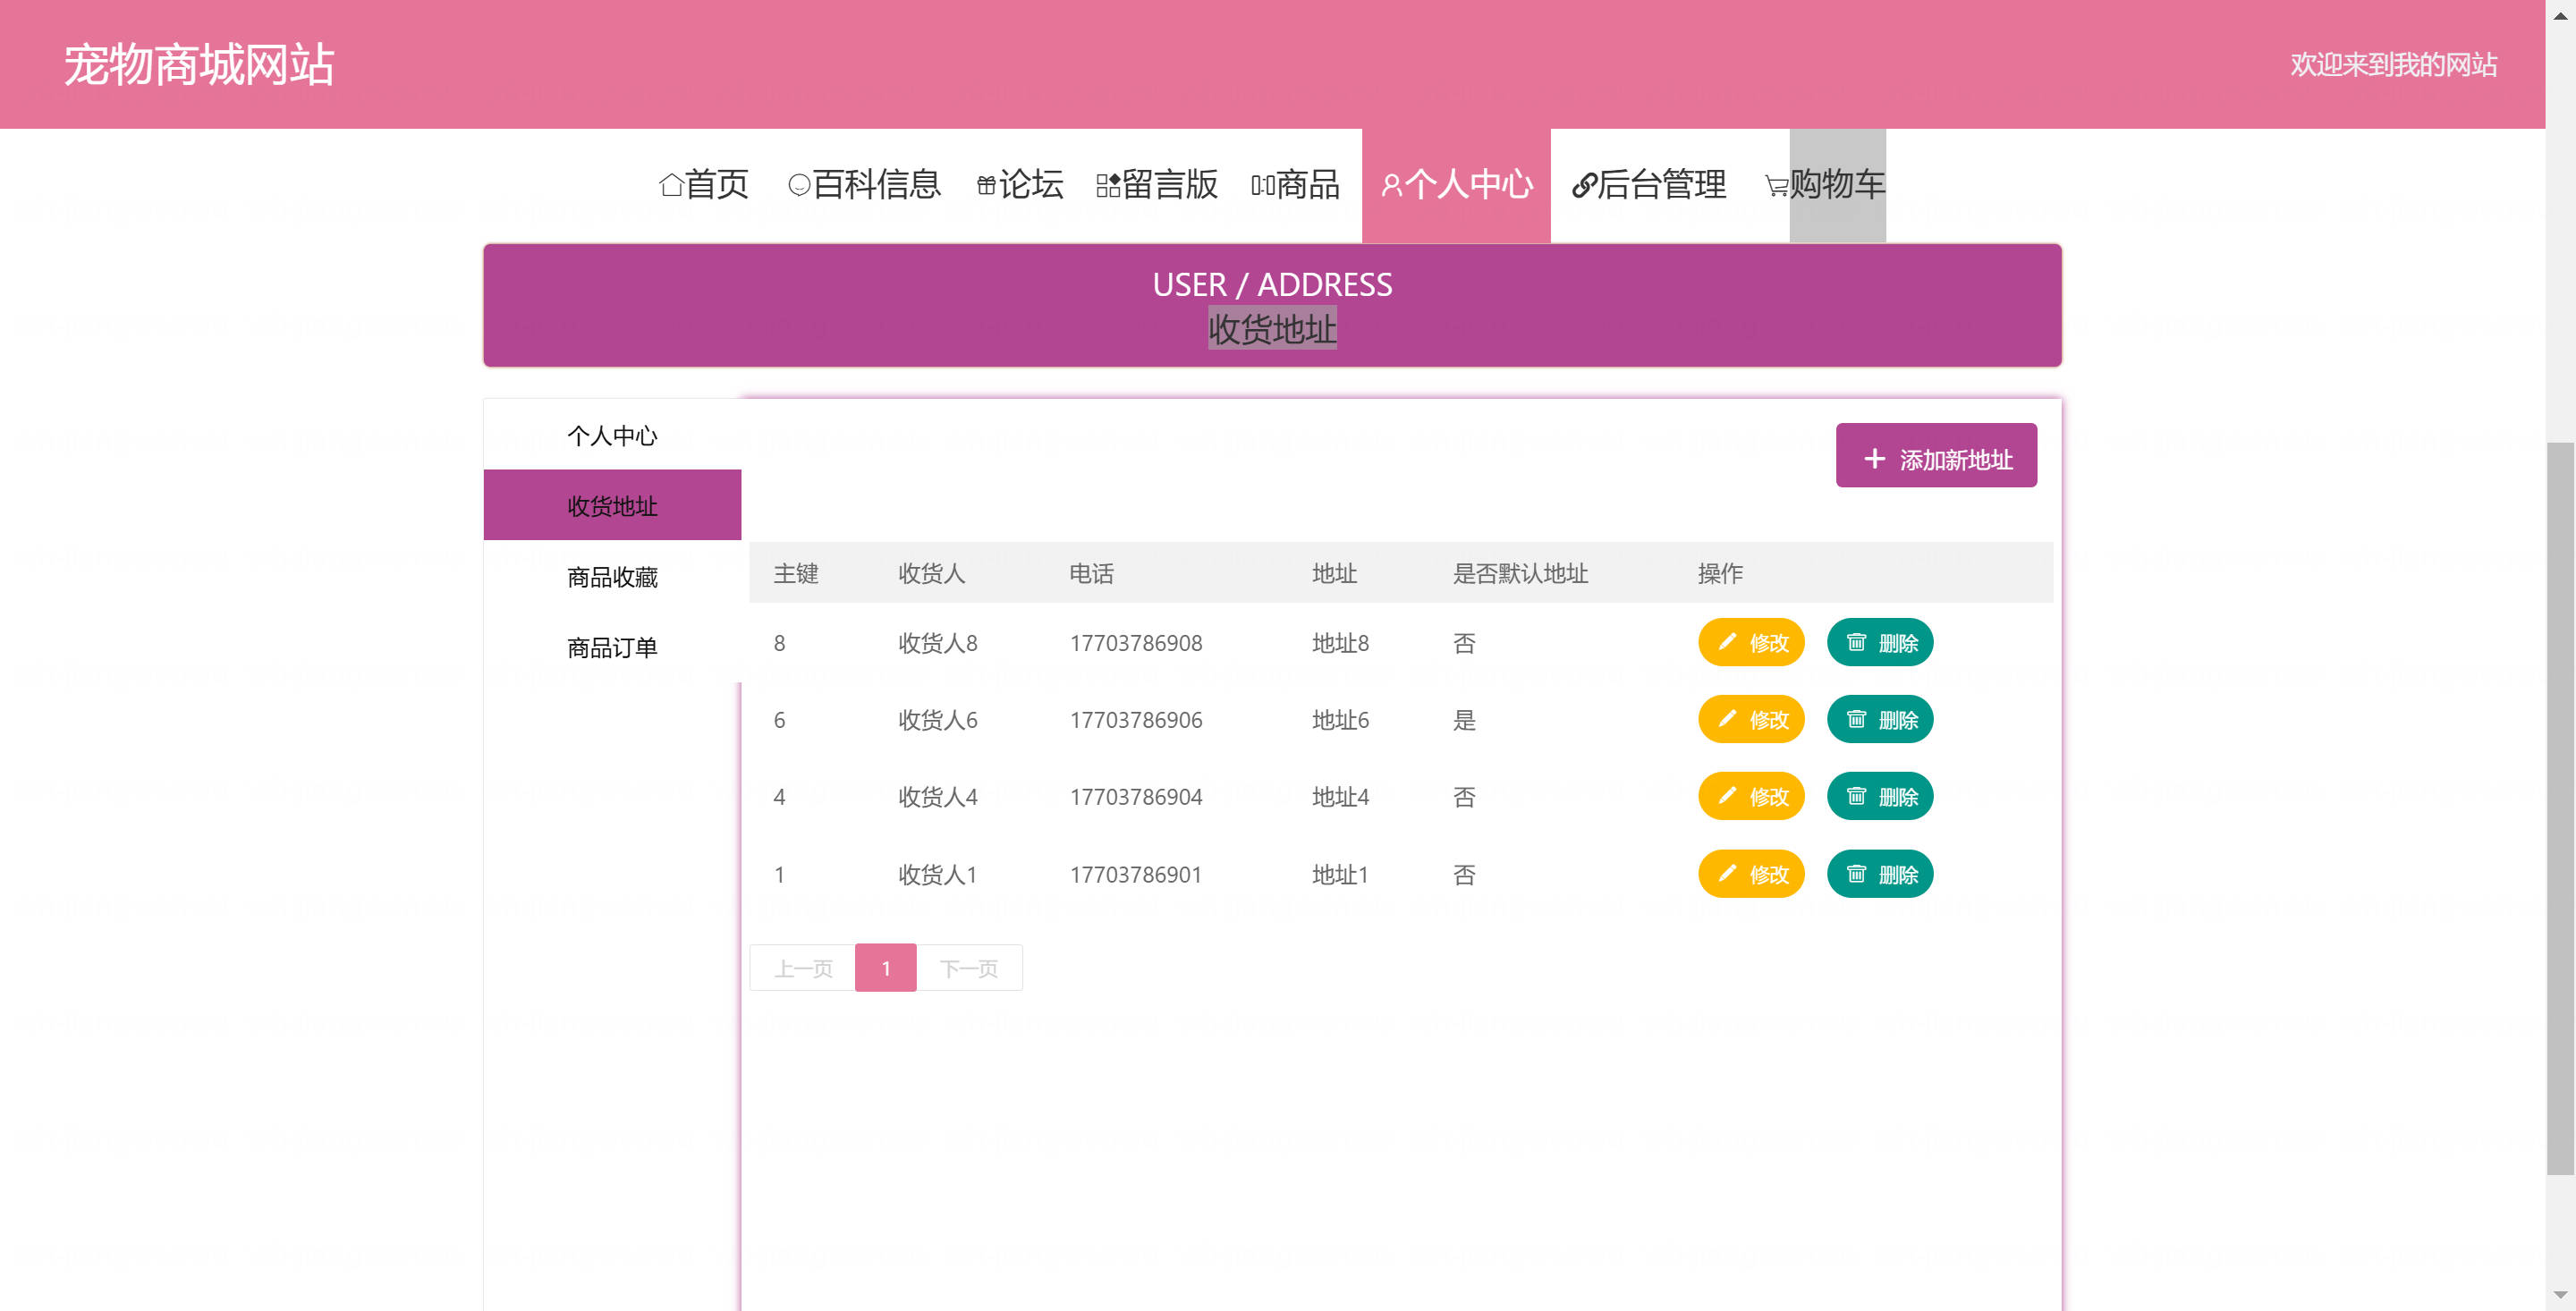 宠物商城网站
欢迎来到我的网站
首页 百科信息 论坛 留言版 商品 个人中心 后台管理 购物车
USER / ADDRESS
收货地址
个人中心
收货地址
商品收藏
商品订单
添加新地址
主键 收货人 电话 地址 是否默认地址 操作
8 收货人8 17703786908 地址8 否 修改 删除
6 收货人6 17703786906 地址6 是 修改 删除
4 收货人4 17703786904 地址4 否 修改 删除
1 收货人1 17703786901 地址1 否 修改 删除
上一页 1 下一页